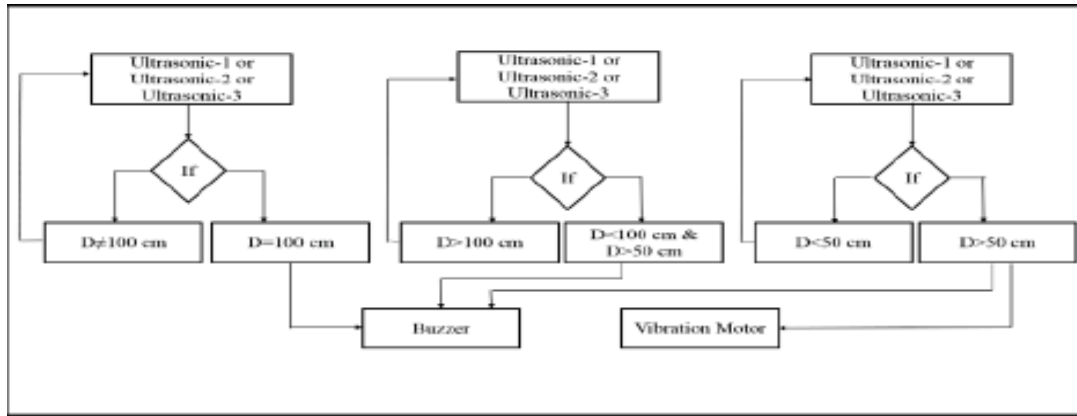 Ultrasonic-1 or
Ultrasonic-2 or
Ultrasonic-3
Ultrasonic-1 or
Ultrasonic-2 or
Ultrasonic-3
Ultrasonic-1 or
Ultrasonic-2 or
Ultrasonic-3
If
If
If
D≠100 cm
D=100 cm
D>100 cm
D<100 cm &
D>50 cm
D<50 cm
D>50 cm
Buzzer
Vibration Motor